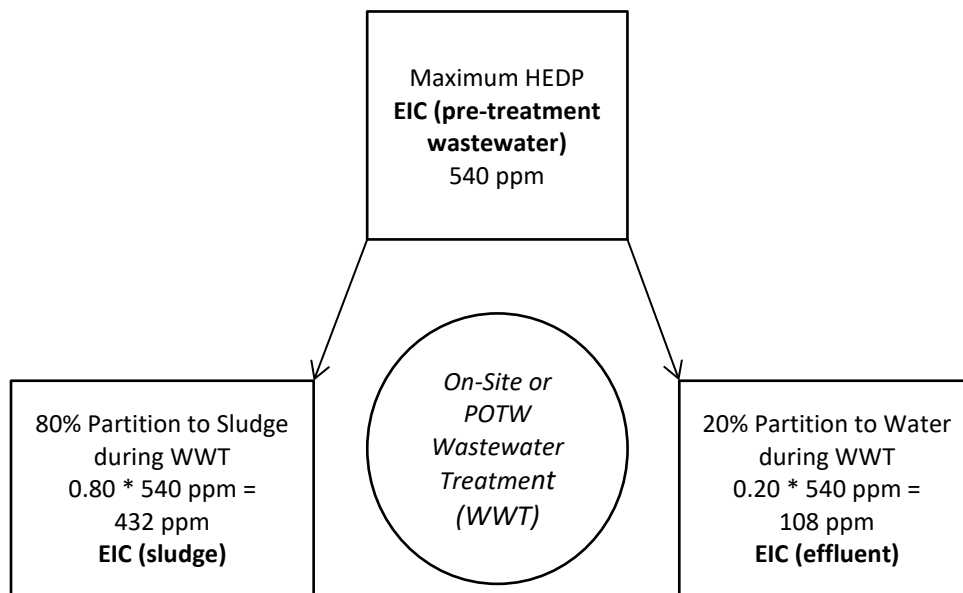 Maximum HEDP
EIC (pre-treatment
wastewater)
540 ppm
On-Site or
POTW
Wastewater
Treatment
(WWT)
80% Partition to Sludge
during WWT
0.80 * 540 ppm =
432 ppm
EIC (sludge)
20% Partition to Water
during WWT
0.20 * 540 ppm =
108 ppm
EIC (effluent)